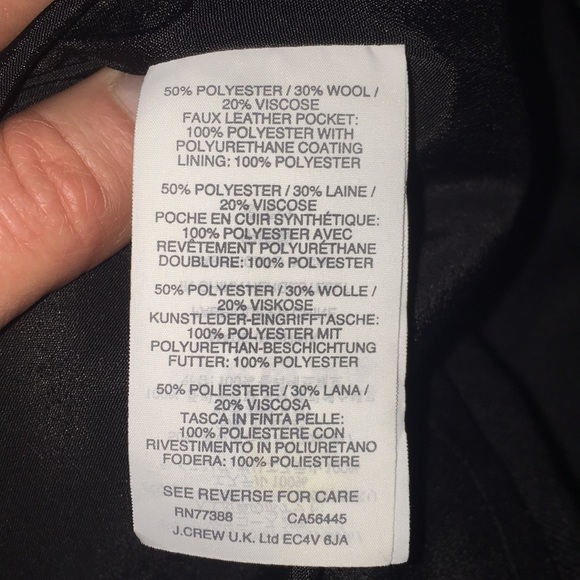 50% POLYESTER / 30% WOOL /
20% VISCOSE
FAUX LEATHER POCKET:
100% POLYESTER WITH
POLYURETHANE COATING
LINING: 100% POLYESTER
50% POLYESTER / 30% LAINE /
20% VISCOSE
POCHE EN CUIR SYNTHÉTIQUE:
100% POLYESTER AVEC
REVÊTEMENT POLYURÉTHANE
DOUBLURE: 100% POLYESTER
50% POLYESTER / 30% WOLLE /
20% VISKOSE
KUNSTLEDER-EINGRIFFTASCHE:
100% POLYESTER MIT
POLYURETHAN-BESCHICHTUNG
FUTTER: 100% POLYESTER
50% POLIESTERE / 30% LANA /
20% VISCOSA
TASCA IN FINTA PELLE:
100% POLIESTERE CON
RIVESTIMENTO IN POLIURETANO
FODERA: 100% POLIESTERE
SEE REVERSE FOR CARE
RN77388 CA56445
J.CREW U.K. Ltd EC4V 6JA